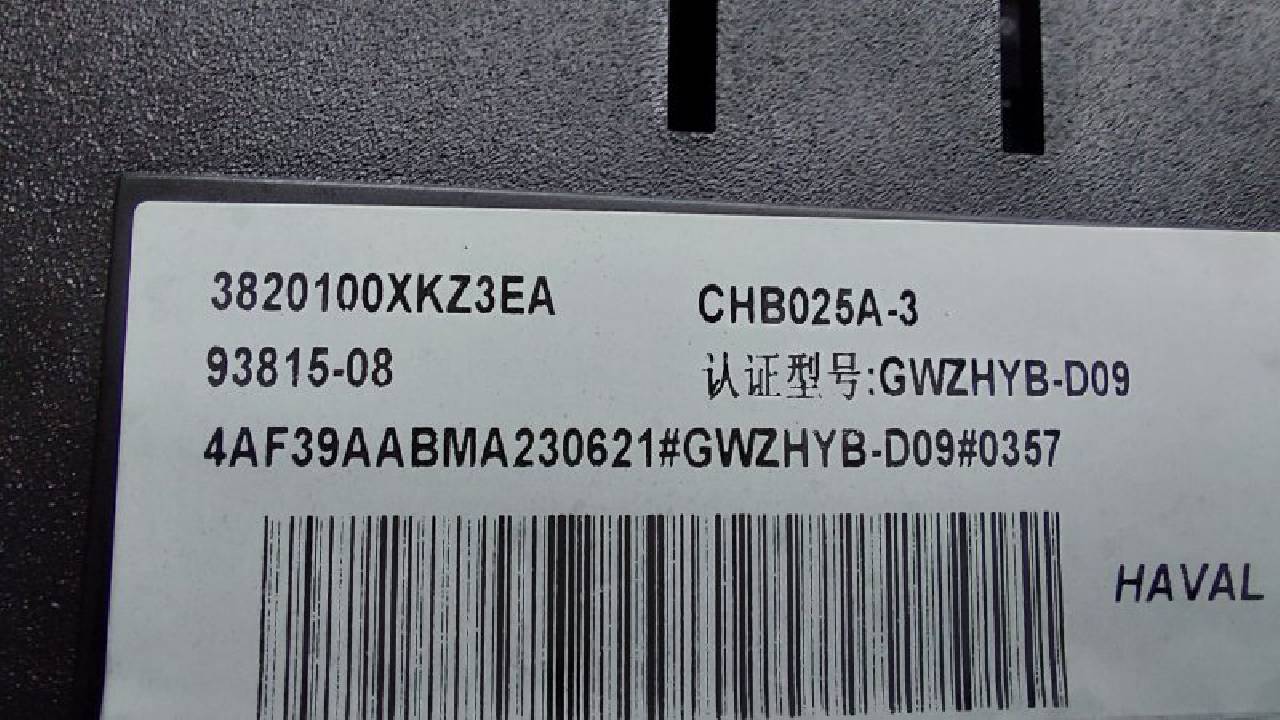 3820100XKZ3EA CHB025A-3
93815-08 认证型号:GWZHYB-D09
4AF39AABMA230621#GWZHYB-D09#0357
HAVAL